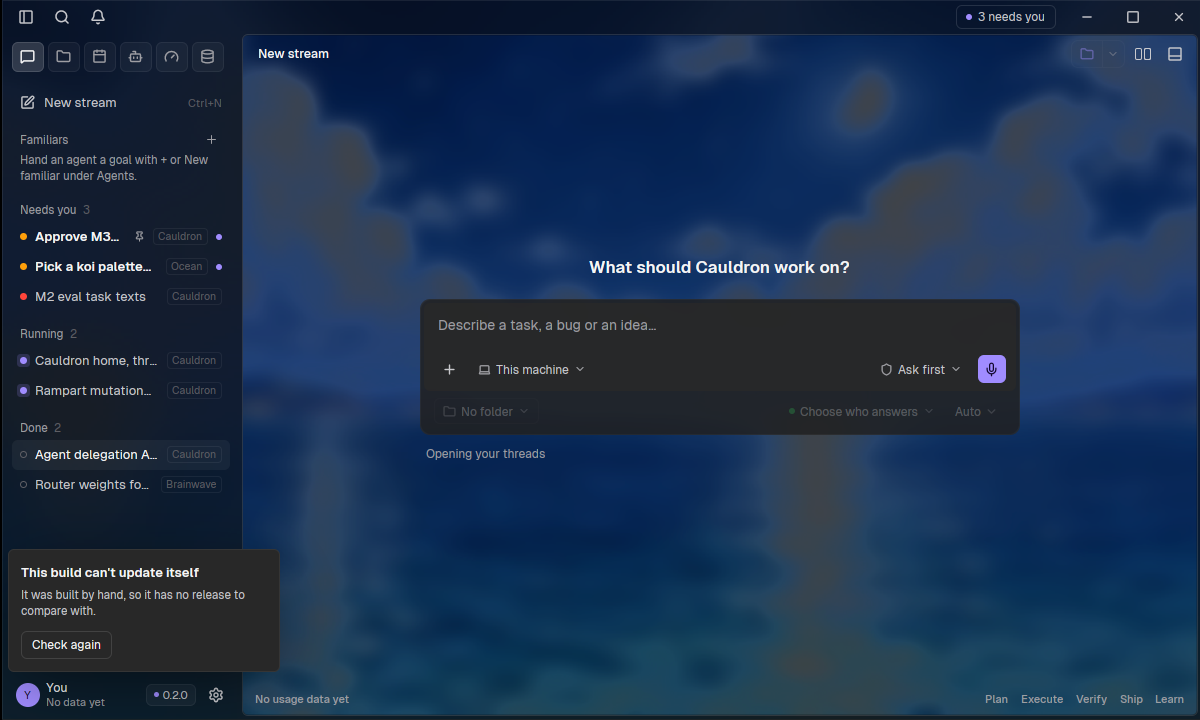 3 needs you
New stream
New stream
Ctrl+N
Familiars
Hand an agent a goal with + or New
familiar under Agents.
Needs you 3
Approve M3... Cauldron
Pick a koi palette... Ocean
M2 eval task texts Cauldron
Running 2
Cauldron home, thr... Cauldron
Rampart mutation... Cauldron
Done 2
Agent delegation A... Cauldron
Router weights fo... Brainwave
This build can't update itself
It was built by hand, so it has no release to
compare with.
Check again
Y
You
No data yet
0.2.0
What should Cauldron work on?
Describe a task, a bug or an idea...
This machine
Ask first
No folder
Choose who answers
Auto
Opening your threads
No usage data yet
Plan Execute Verify Ship Learn